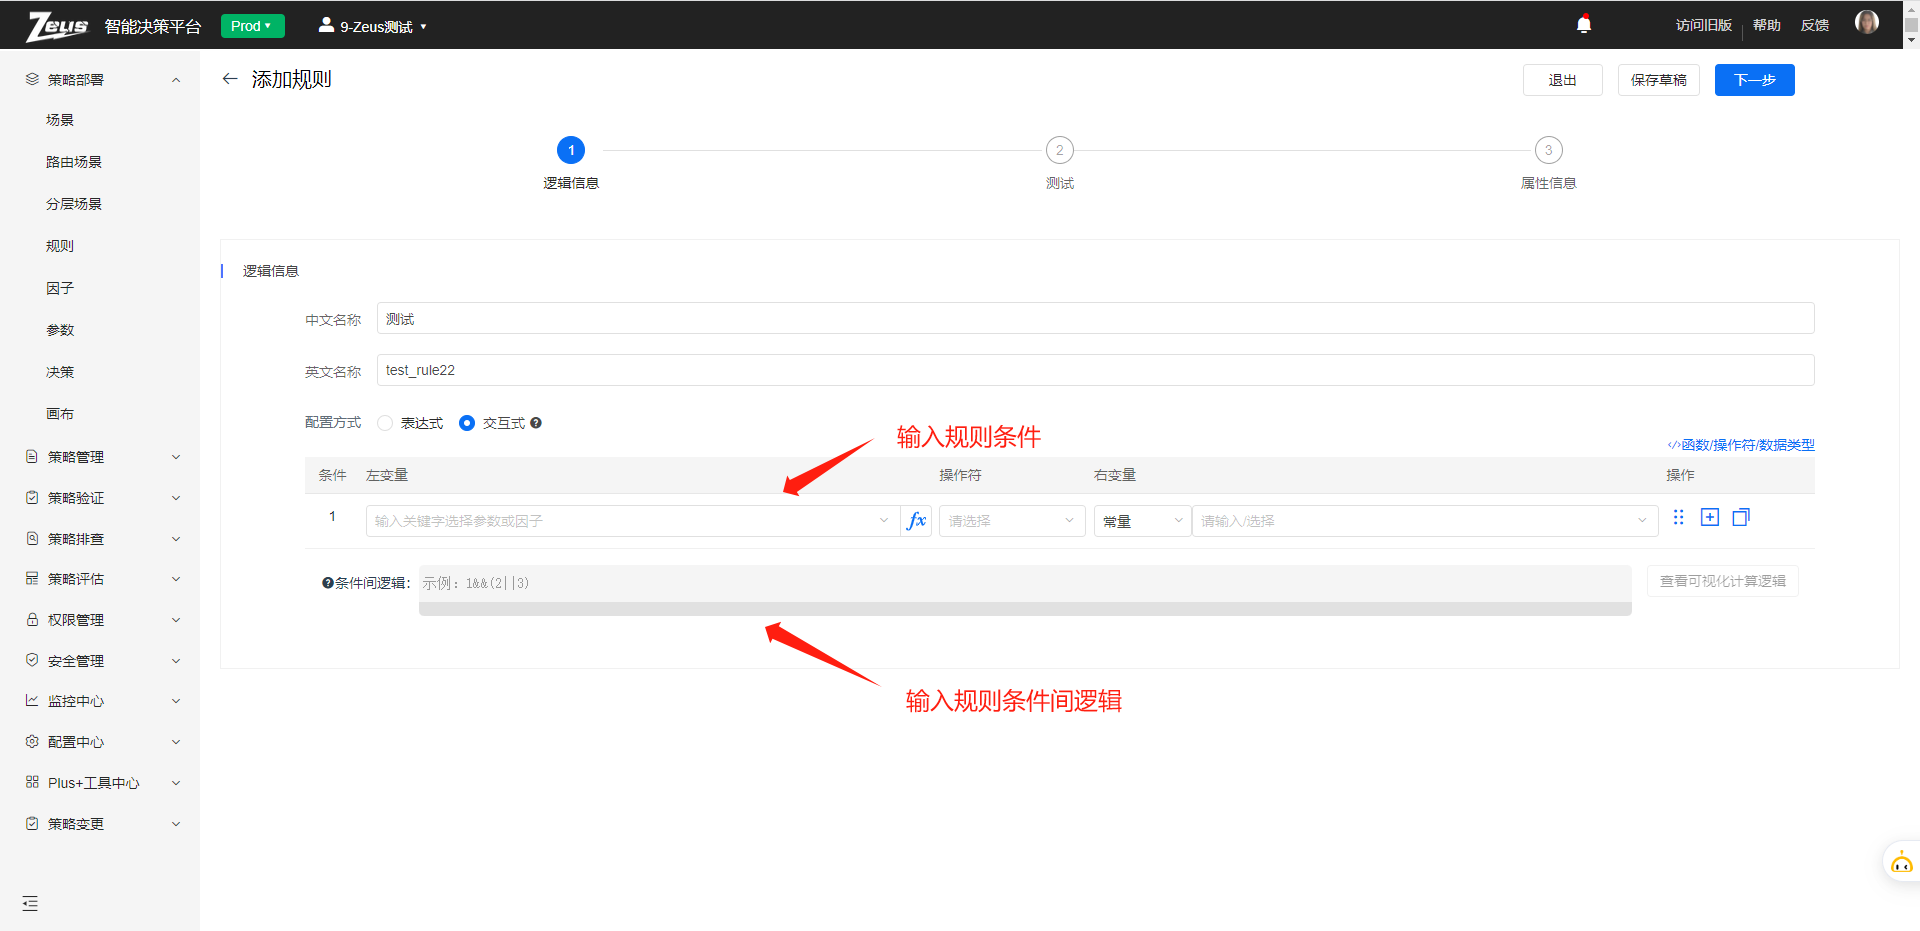 Zeus 智能决策平台 Prod 9-Zeus测试 访问旧版 帮助 反馈
策略部署
场景
路由场景
分层场景
规则
因子
参数
决策
画布
策略管理
策略验证
策略排查
策略评估
权限管理
安全管理
监控中心
配置中心
Plus+工具中心
策略变更
添加规则 退出 保存草稿 下一步
1 2 3
逻辑信息 测试 属性信息
逻辑信息
中文名称 测试
英文名称 test_rule22
配置方式 表达式 交互式
输入规则条件
</>函数/操作符/数据类型
条件 左变量 操作符 右变量 操作
1 输入关键字选择参数或因子 fx 请选择 常量 请输入/选择
条件间逻辑： 示例：1&&(2||3) 查看可视化计算逻辑
输入规则条件间逻辑